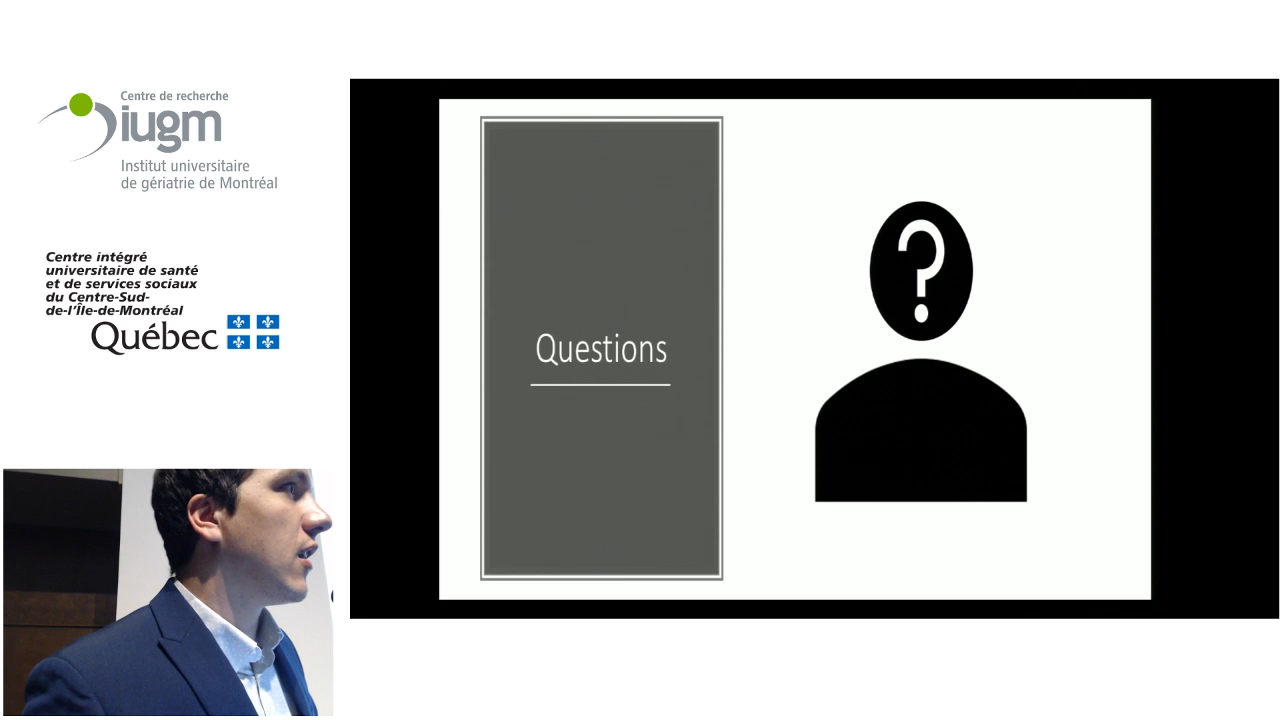 Centre de recherche
iugm
Institut universitaire
de gériatrie de Montréal
Centre intégré
universitaire de santé
et de services sociaux
du Centre-Sud-
de-l'Île-de-Montréal
Québec
Questions
?